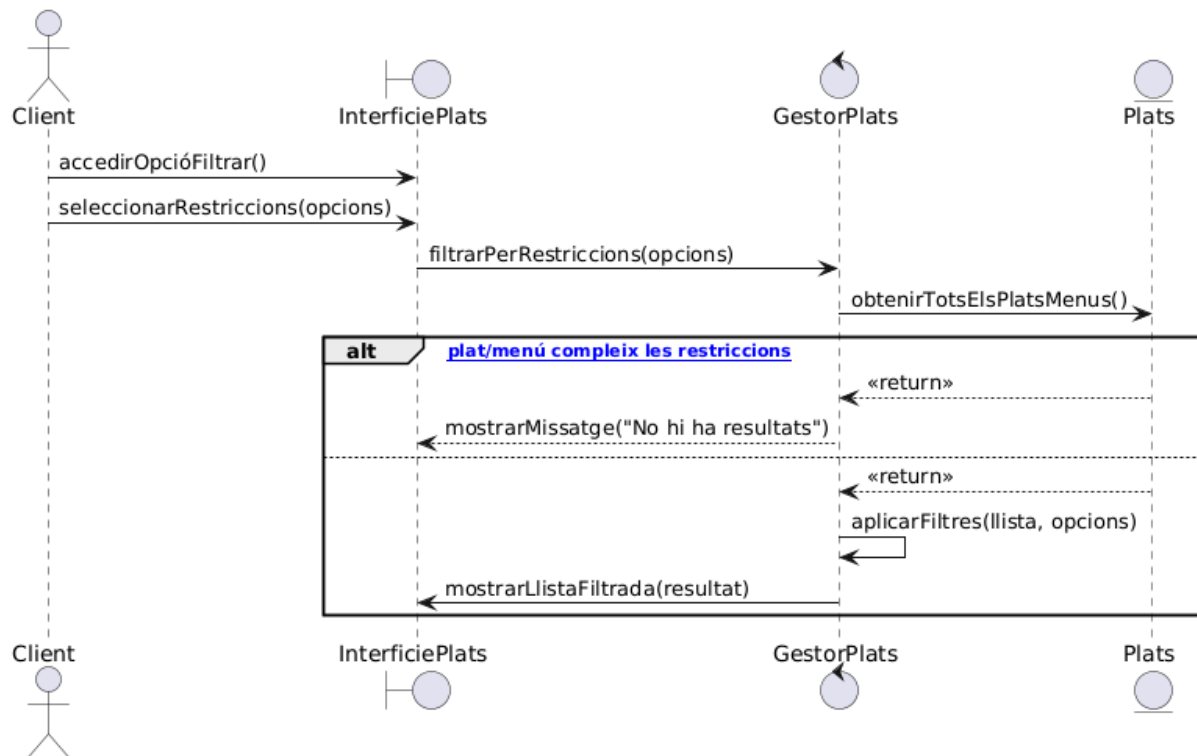 Client
InterficiePlats
GestorPlats
Plats
accedirOpcióFiltrar()
seleccionarRestriccions(opcions)
filtrarPerRestriccions(opcions)
obtenirTotsElsPlatsMenus()
alt
plat/menú compleix les restriccions
«return»
mostrarMissatge("No hi ha resultats")
«return»
aplicarFiltres(llista, opcions)
mostrarLlistaFiltrada(resultat)
Client
InterficiePlats
GestorPlats
Plats